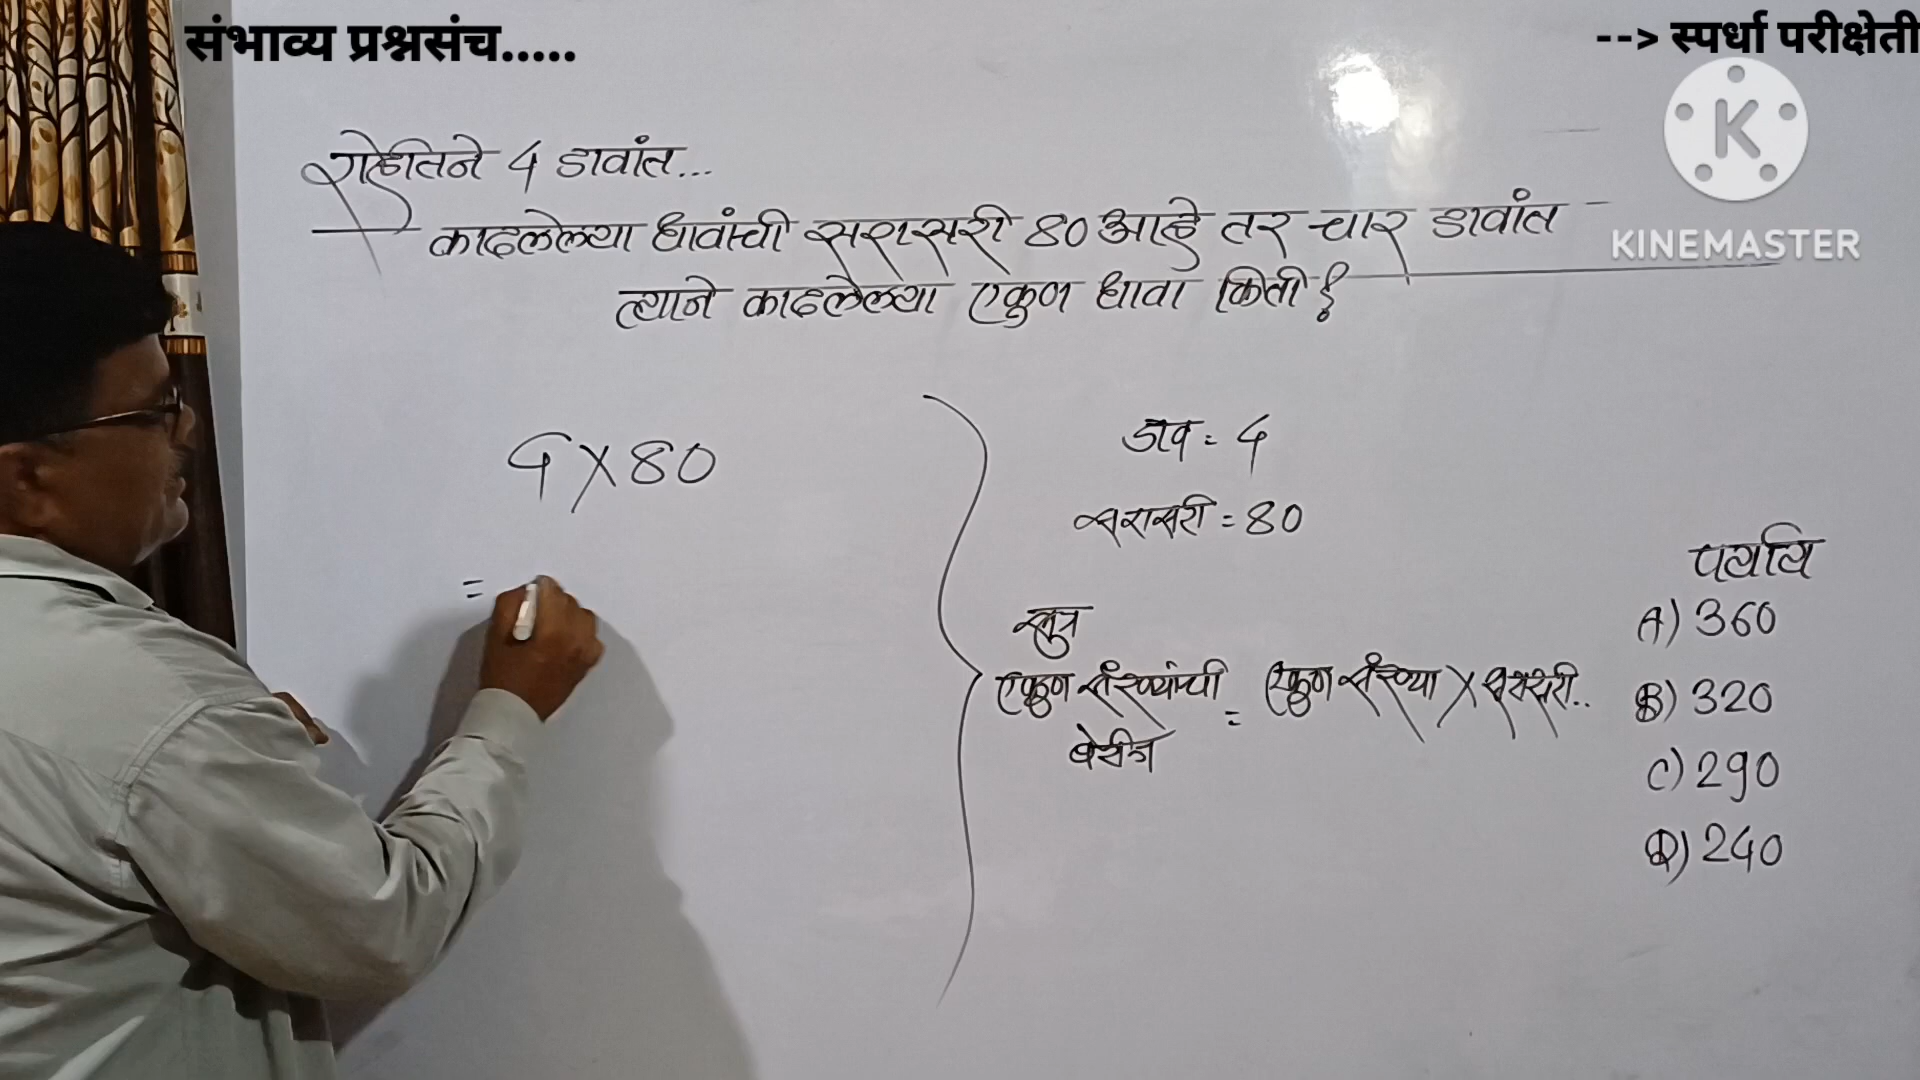 संभाव्य प्रश्नसंच.....
--> स्पर्धा परीक्षेती
KINEMASTER
रोहितने 4 डावांत...
काढलेल्या धावांची सरासरी 80 आहे तर चार डावांत
त्याने काढलेल्या एकुण धावा किती?
4 X 80
=
डाव = 4
सरासरी = 80
सुत्र
एकुण संख्यांची = एकुण संख्या X सरासरी..
बेरीज
पर्याय
A) 360
B) 320
C) 290
D) 240